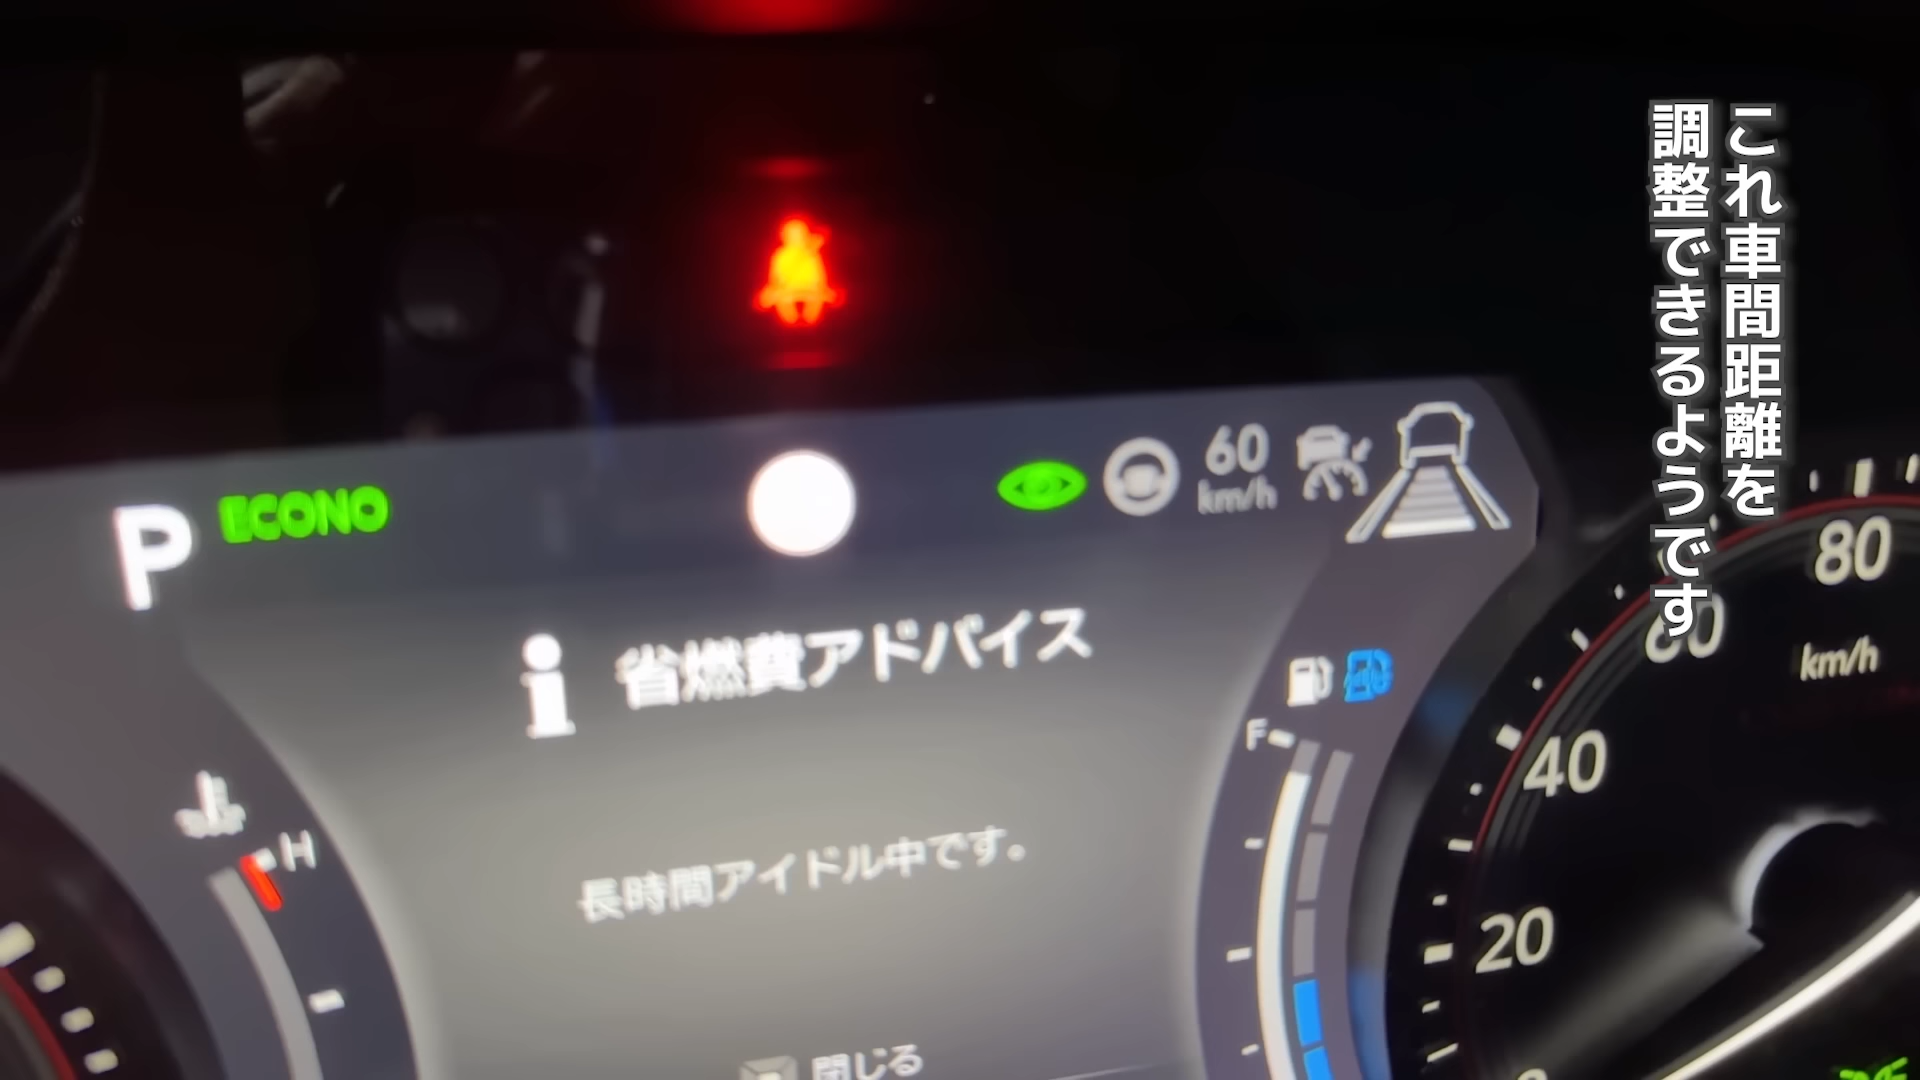 これ車間距離を
調整できるようです
P ECONO
60
km/h
i 省燃費アドバイス
長時間アイドル中です。
閉じる
H
F
80
60
40
20
km/h